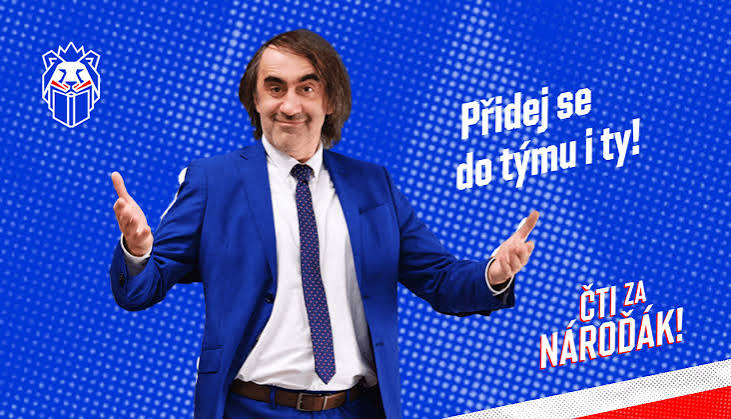 Přidej se
do týmu i ty!
ČTI ZA
NÁROĎÁK!